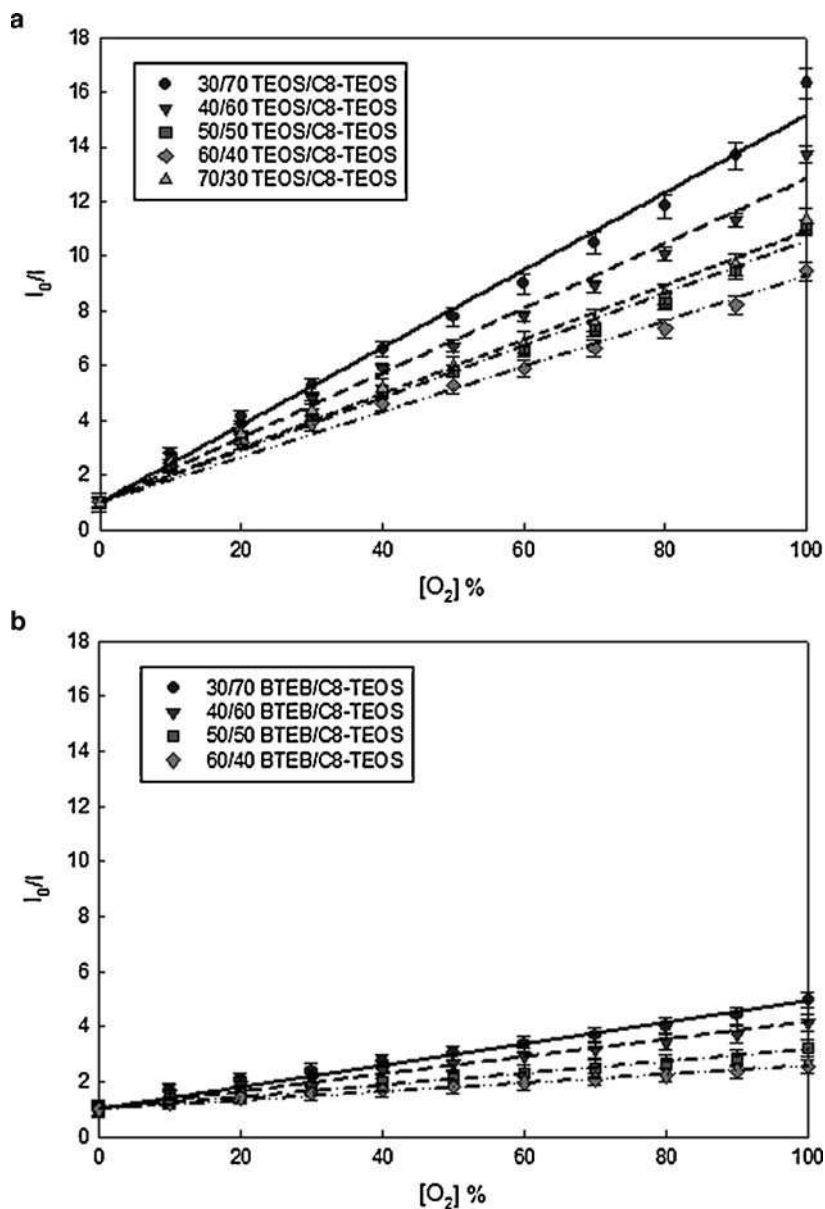 a
18
16
14
12
10
8
6
4
2
0
I0/I
30/70 TEOS/C8-TEOS
40/60 TEOS/C8-TEOS
50/50 TEOS/C8-TEOS
60/40 TEOS/C8-TEOS
70/30 TEOS/C8-TEOS
0 20 40 60 80 100
[O2] %
b
18
16
14
12
10
8
6
4
2
0
I0/I
30/70 BTEB/C8-TEOS
40/60 BTEB/C8-TEOS
50/50 BTEB/C8-TEOS
60/40 BTEB/C8-TEOS
0 20 40 60 80 100
[O2] %